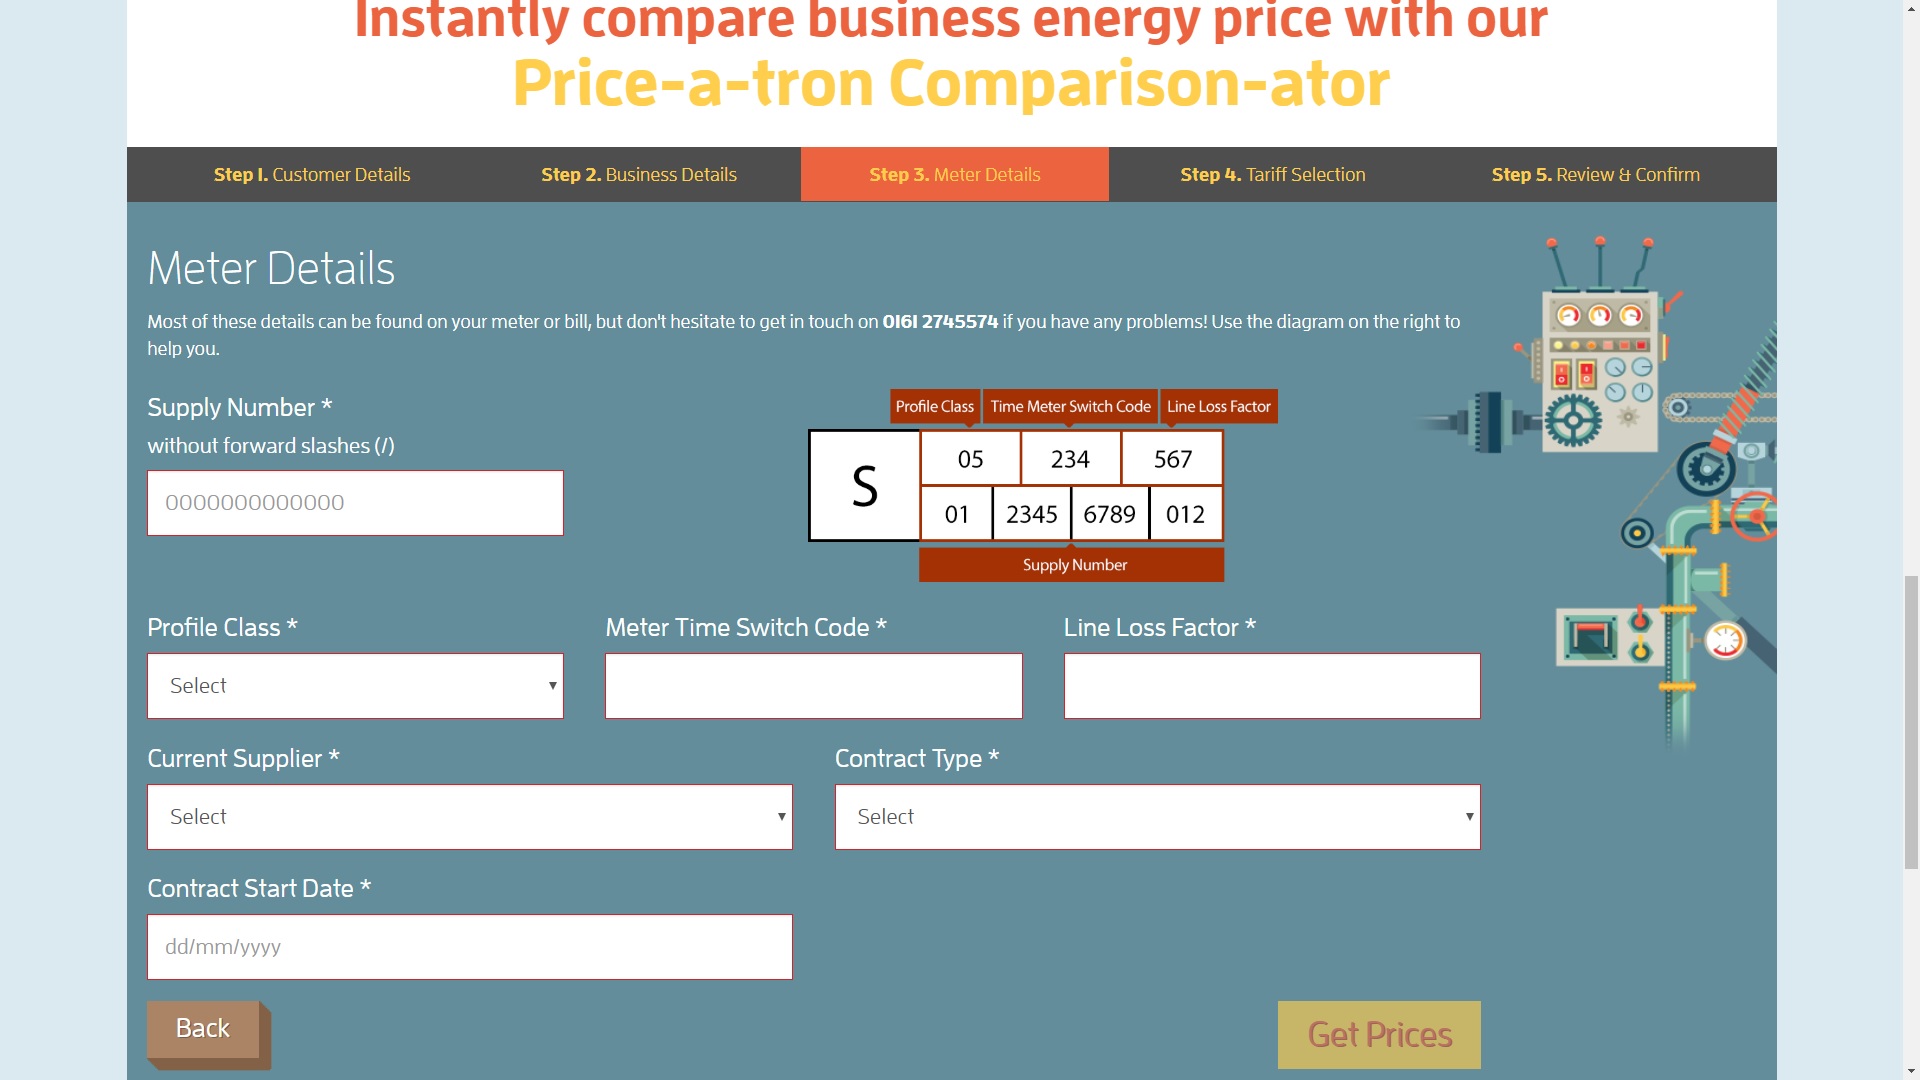 Instantly compare business energy price with our
Price-a-tron Comparison-ator
Step 1. Customer Details
Step 2. Business Details
Step 3. Meter Details
Step 4. Tariff Selection
Step 5. Review & Confirm
Meter Details
Most of these details can be found on your meter or bill, but don't hesitate to get in touch on 0161 2745574 if you have any problems! Use the diagram on the right to
help you.
Supply Number *
without forward slashes (/)
0000000000000
Profile Class
Time Meter Switch Code
Line Loss Factor
S
05 234 567
01 2345 6789 012
Supply Number
Profile Class *
Select
Meter Time Switch Code *
Line Loss Factor *
Current Supplier *
Select
Contract Type *
Select
Contract Start Date *
dd/mm/yyyy
Back
Get Prices